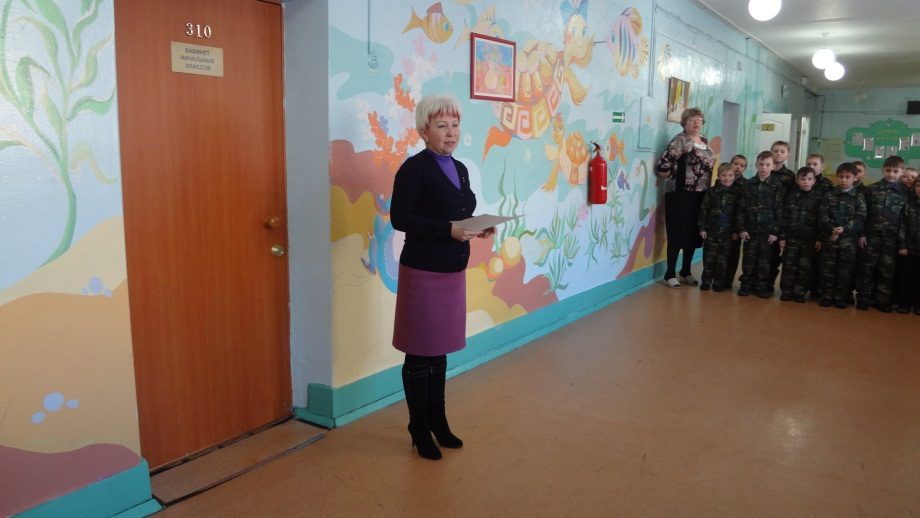 310
КАБИНЕТ
НАЧАЛЬНЫХ
КЛАССОВ